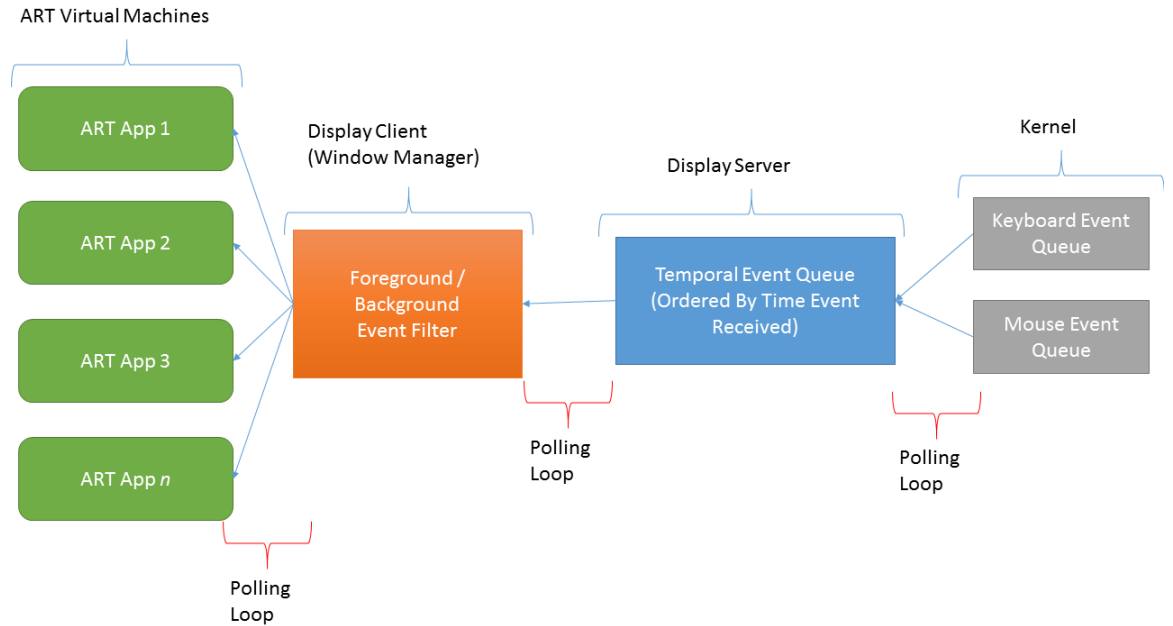 ART Virtual Machines
ART App 1
ART App 2
ART App 3
ART App n
Polling
Loop
Display Client
(Window Manager)
Foreground /
Background
Event Filter
Polling
Loop
Display Server
Temporal Event Queue
(Ordered By Time Event
Received)
Polling
Loop
Kernel
Keyboard Event
Queue
Mouse Event
Queue